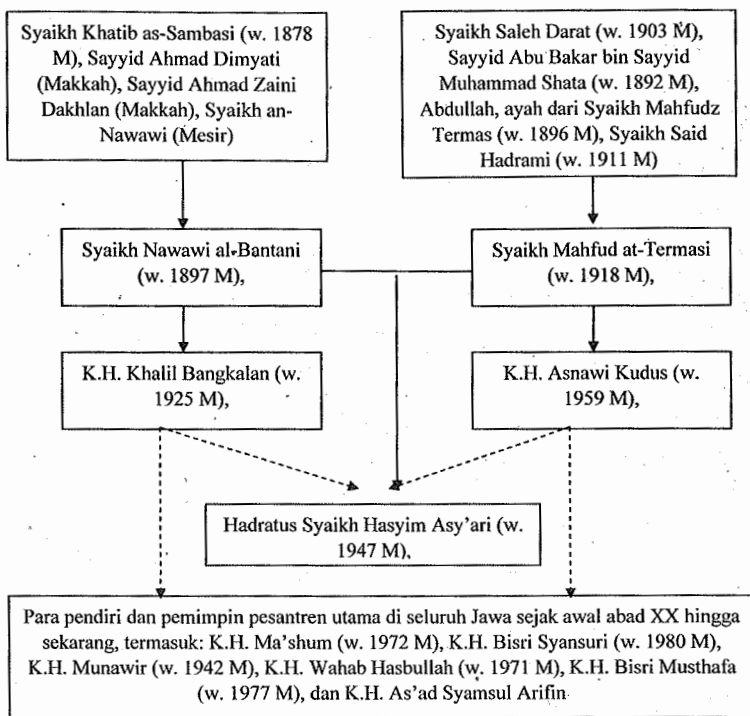 Syaikh Khatib as-Sambasi (w. 1878
M), Sayyid Ahmad Dimyati
(Makkah), Sayyid Ahmad Zaini
Dakhlan (Makkah), Syaikh an-
Nawawi (Mesir)
Syaikh Saleh Darat (w. 1903 M),
Sayyid Abu Bakar bin Sayyid
Muhammad Shata (w. 1892 M),
Abdullah, ayah dari Syaikh Mahfudz
Termas (w. 1896 M), Syaikh Said
Hadrami (w. 1911 M)
Syaikh Nawawi al-Bantani
(w. 1897 M),
Syaikh Mahfud at-Termasi
(w. 1918 M),
K.H. Khalil Bangkalan (w.
1925 M),
K.H. Asnawi Kudus (w.
1959 M),
Hadratus Syaikh Hasyim Asy'ari (w.
1947 M),
Para pendiri dan pemimpin pesantren utama di seluruh Jawa sejak awal abad XX hingga
sekarang, termasuk: K.H. Ma'shum (w. 1972 M), K.H. Bisri Syansuri (w. 1980 M),
K.H. Munawir (w. 1942 M), K.H. Wahab Hasbullah (w. 1971 M), K.H. Bisri Musthafa
(w. 1977 M), dan K.H. As'ad Syamsul Arifin